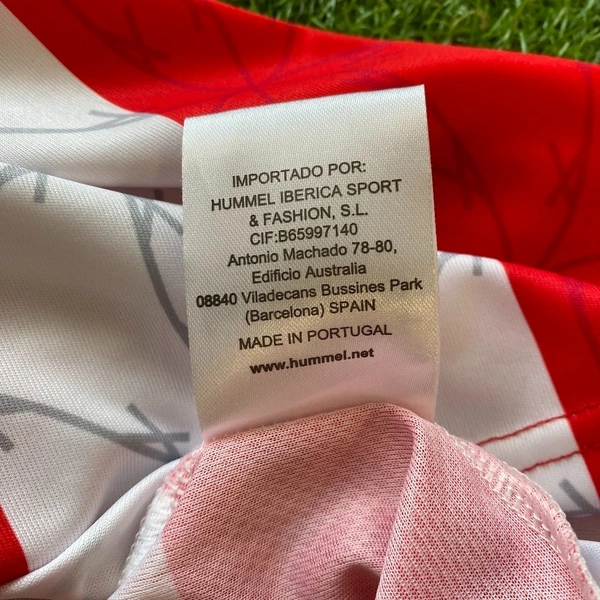 IMPORTADO POR:
HUMMEL IBERICA SPORT
& FASHION, S.L.
CIF:B65997140
Antonio Machado 78-80,
Edificio Australia
08840 Viladecans Bussines Park
(Barcelona) SPAIN
MADE IN PORTUGAL
www.hummel.net